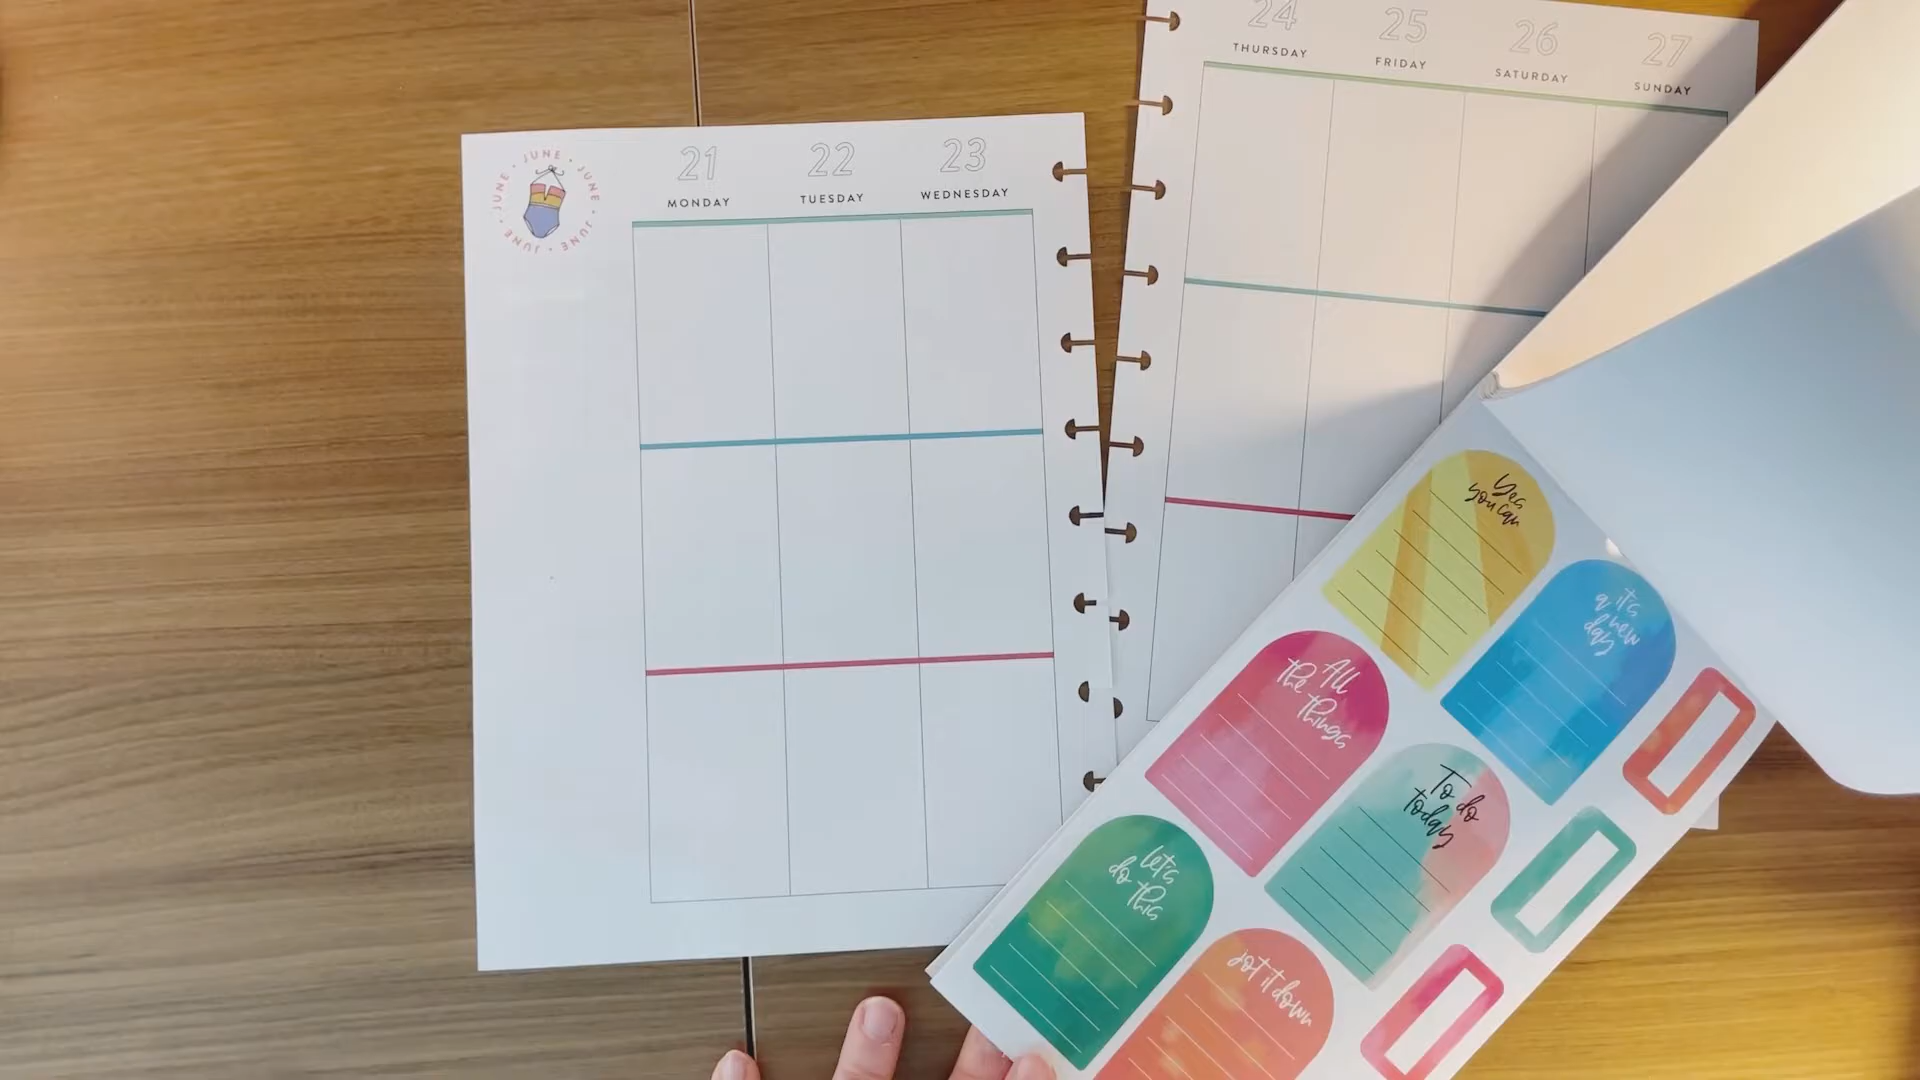 JUNE • JUNE • JUNE • JUNE • JUNE •
21 22 23
MONDAY TUESDAY WEDNESDAY
24 25 26 27
THURSDAY FRIDAY SATURDAY SUNDAY
Yes
you can
it's
a new
day
All
the things
To do
today
let's
do this
jot it down